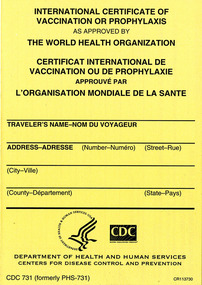 INTERNATIONAL CERTIFICATE OF
VACCINATION OR PROPHYLAXIS
AS APPROVED BY
THE WORLD HEALTH ORGANIZATION
CERTIFICAT INTERNATIONAL DE
VACCINATION OU DE PROPHYLAXIE
APPROUVÉ PAR
L'ORGANISATION MONDIALE DE LA SANTE
TRAVELER'S NAME–NOM DU VOYAGEUR
ADDRESS–ADRESSE (Number–Numéro) (Street–Rue)
(City–Ville)
(County–Département) (State–Pays)
CDC
DEPARTMENT OF HEALTH AND HUMAN SERVICES
CENTERS FOR DISEASE CONTROL AND PREVENTION
CDC 731 (formerly PHS-731) CR113730